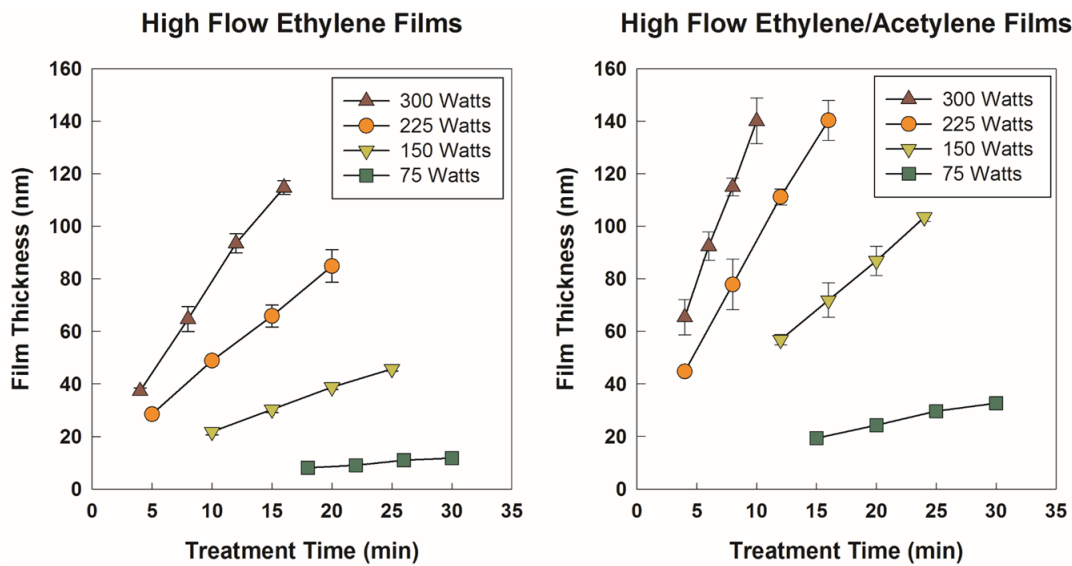 High Flow Ethylene Films
160
140
120
100
80
60
40
20
0
Film Thickness (nm)
300 Watts
225 Watts
150 Watts
75 Watts
0 5 10 15 20 25 30 35
Treatment Time (min)
High Flow Ethylene/Acetylene Films
160
140
120
100
80
60
40
20
0
Film Thickness (nm)
300 Watts
225 Watts
150 Watts
75 Watts
0 5 10 15 20 25 30 35
Treatment Time (min)